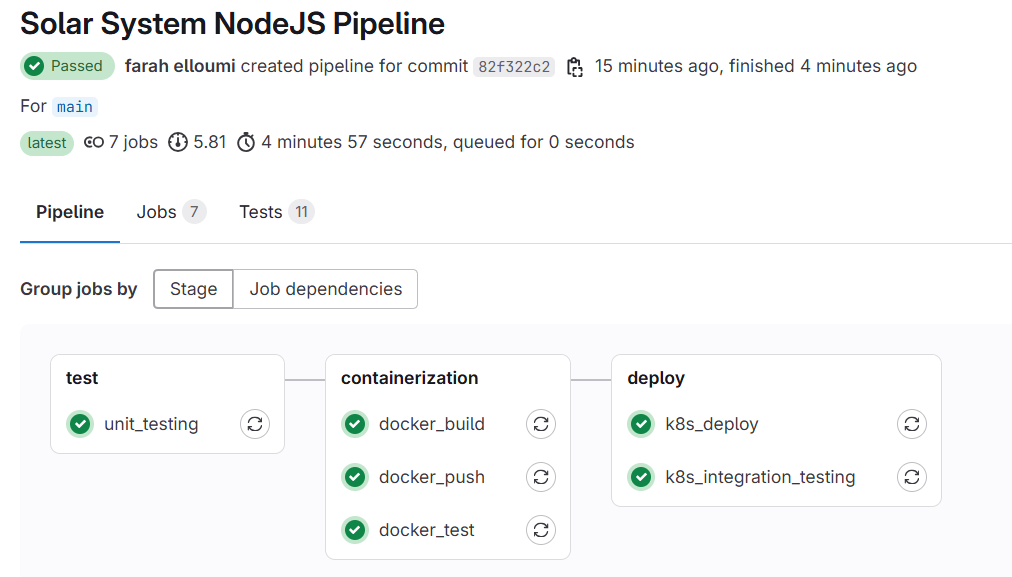 Solar System NodeJS Pipeline
Passed farah elloumi created pipeline for commit 82f322c2 15 minutes ago, finished 4 minutes ago
For main
latest 7 jobs 5.81 4 minutes 57 seconds, queued for 0 seconds
Pipeline Jobs 7 Tests 11
Group jobs by Stage Job dependencies
test
unit_testing
containerization
docker_build
docker_push
docker_test
deploy
k8s_deploy
k8s_integration_testing